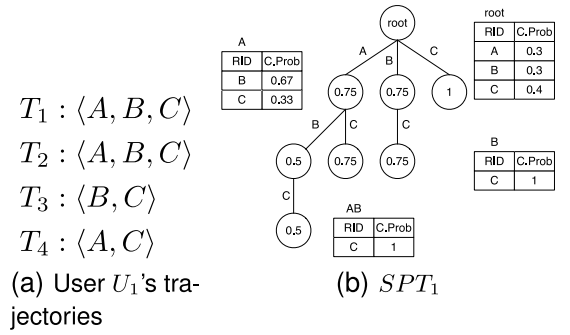 T₁ : ⟨A, B, C⟩
T₂ : ⟨A, B, C⟩
T₃ : ⟨B, C⟩
T₄ : ⟨A, C⟩
(a) User U₁'s tra-
jectories
A
RID C.Prob
B 0.67
C 0.33
root
A B C
0.75 0.75 1
B C C
0.5 0.75 0.75
C
0.5
root
RID C.Prob
A 0.3
B 0.3
C 0.4
B
RID C.Prob
C 1
AB
RID C.Prob
C 1
(b) SPT₁